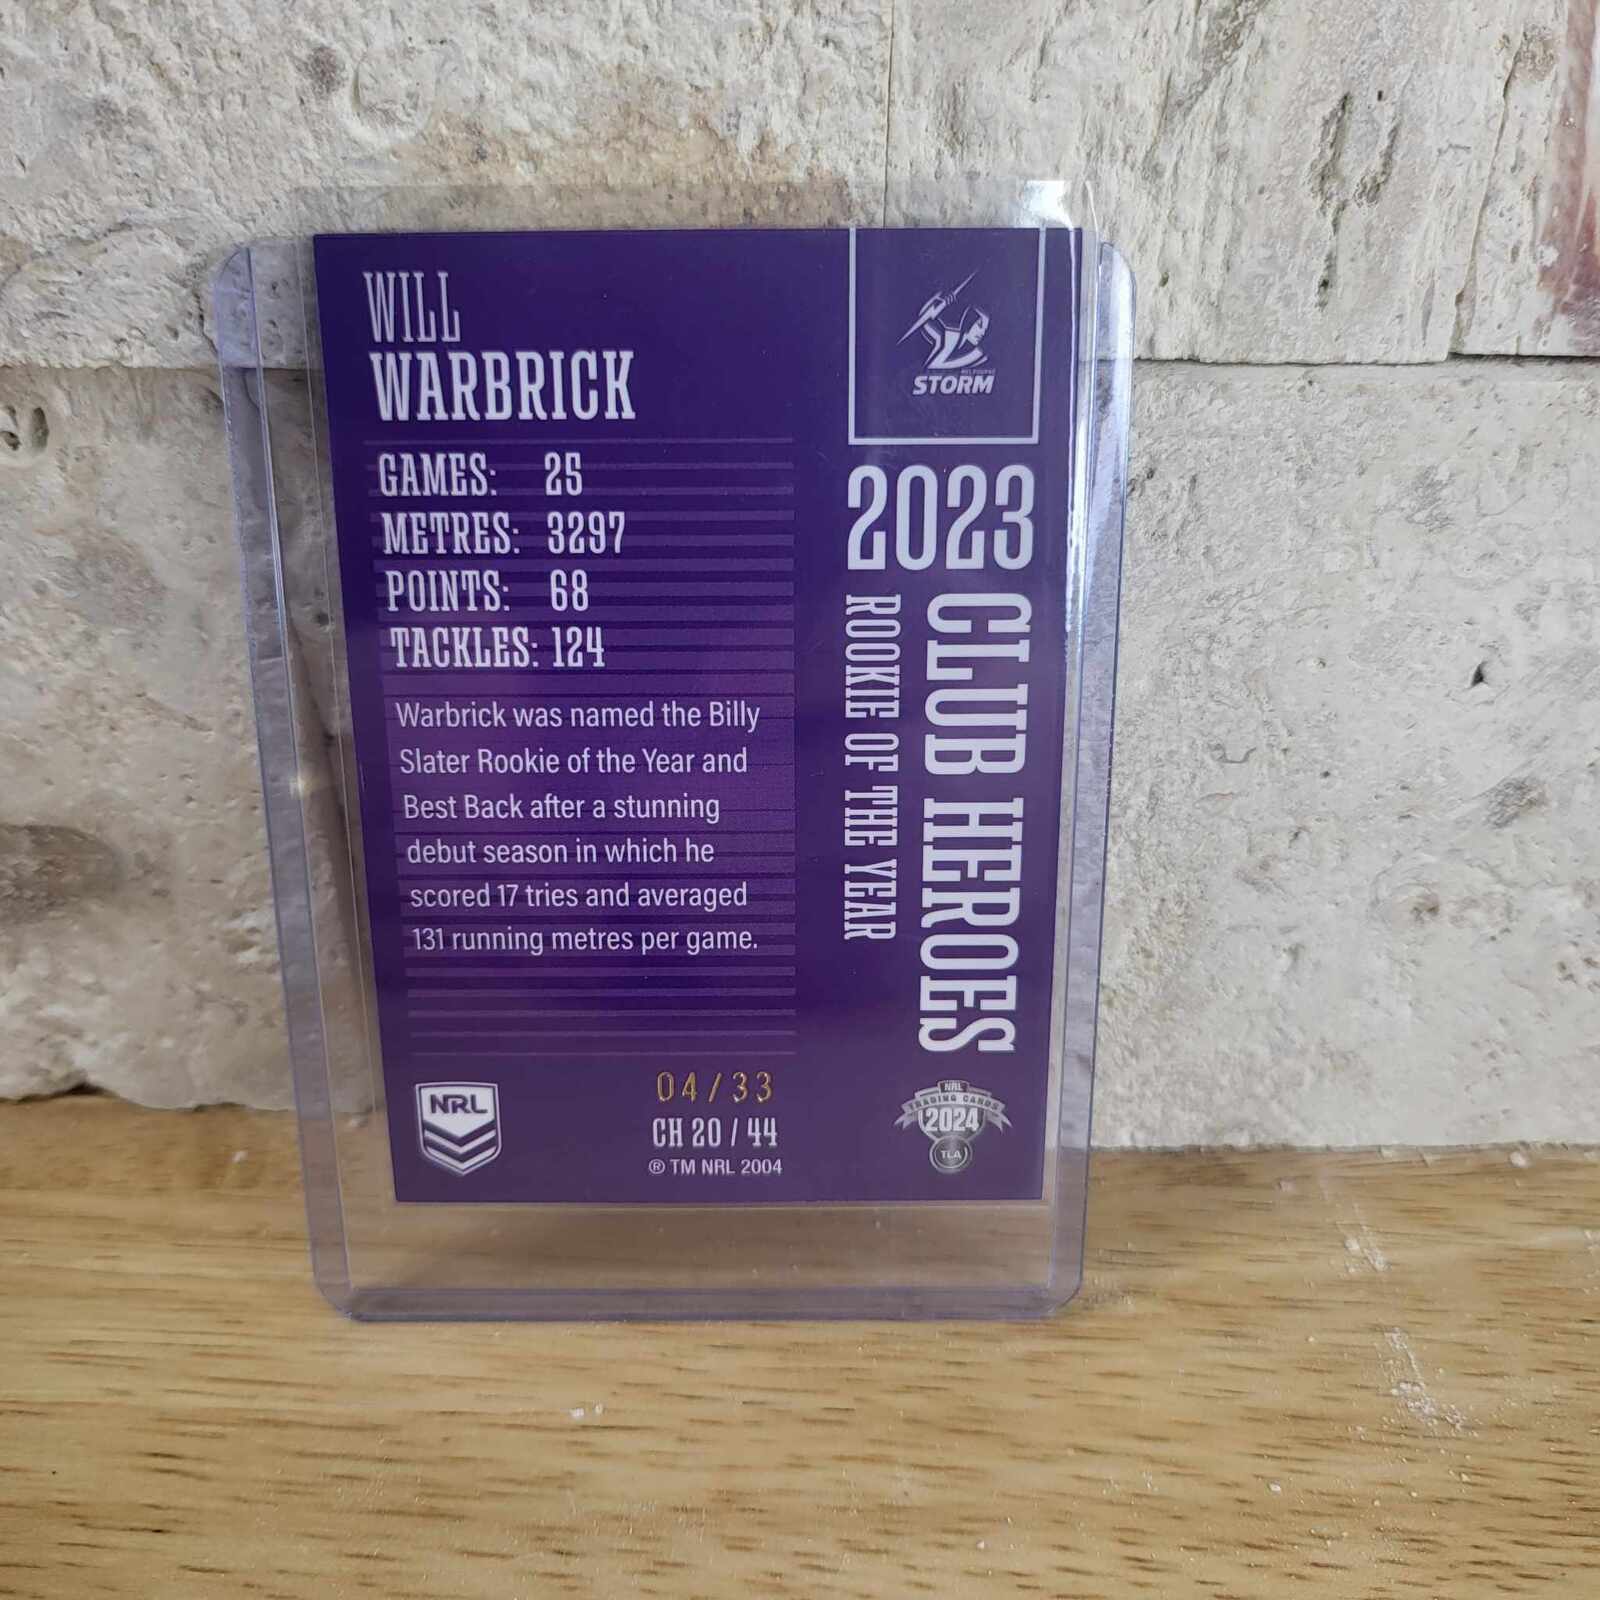 WILL
WARBRICK
GAMES: 25
METRES: 3297
POINTS: 68
TACKLES: 124
Warbrick was named the Billy
Slater Rookie of the Year and
Best Back after a stunning
debut season in which he
scored 17 tries and averaged
131 running metres per game.
NRL
04/33
CH 20 / 44
® TM NRL 2004
MELBOURNE
STORM
2023
CLUB HEROES
ROOKIE OF THE YEAR
NRL
TRADING CARDS
2024
TLA